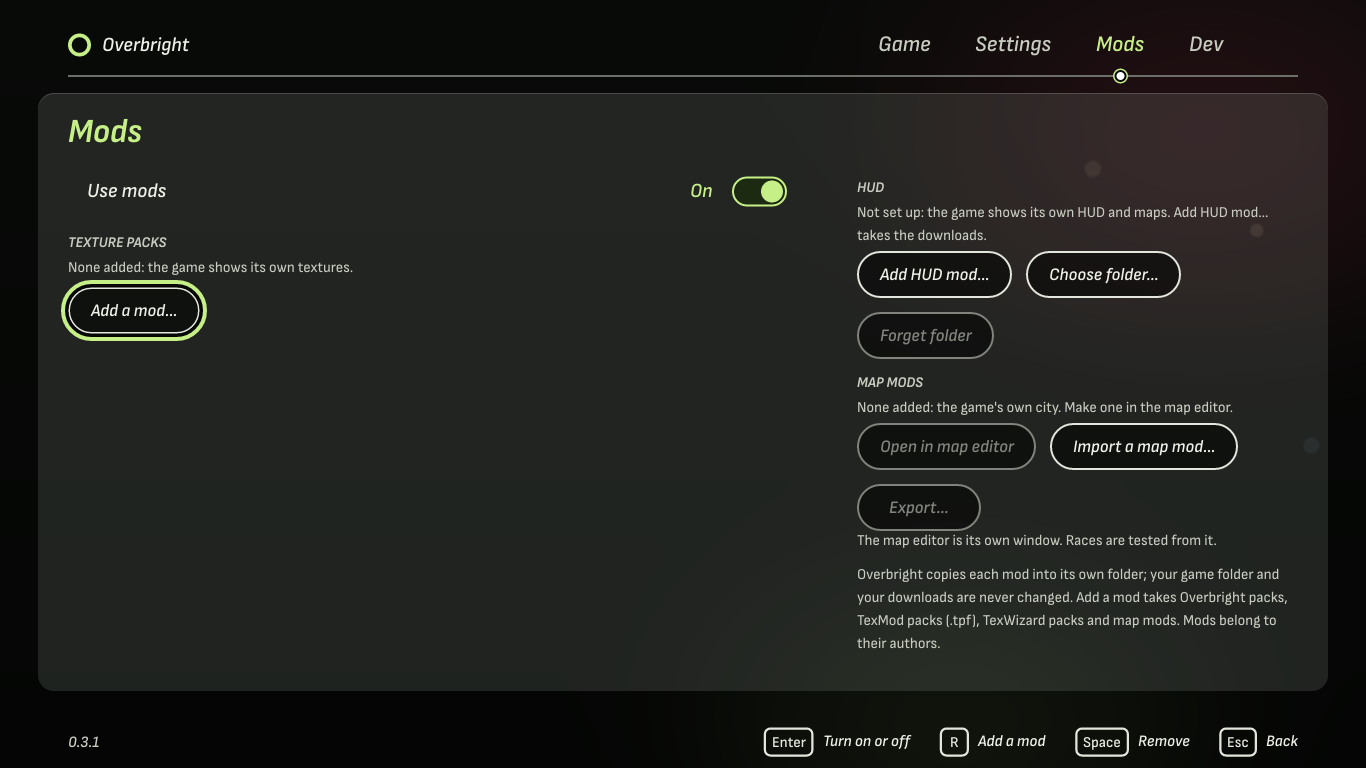 Overbright
Game
Settings
Mods
Dev
Mods
Use mods
On
TEXTURE PACKS
None added: the game shows its own textures.
Add a mod...
HUD
Not set up: the game shows its own HUD and maps. Add HUD mod...
takes the downloads.
Add HUD mod...
Choose folder...
Forget folder
MAP MODS
None added: the game's own city. Make one in the map editor.
Open in map editor
Import a map mod...
Export...
The map editor is its own window. Races are tested from it.
Overbright copies each mod into its own folder; your game folder and
your downloads are never changed. Add a mod takes Overbright packs,
TexMod packs (.tpf), TexWizard packs and map mods. Mods belong to
their authors.
0.3.1
Enter Turn on or off
R Add a mod
Space Remove
Esc Back